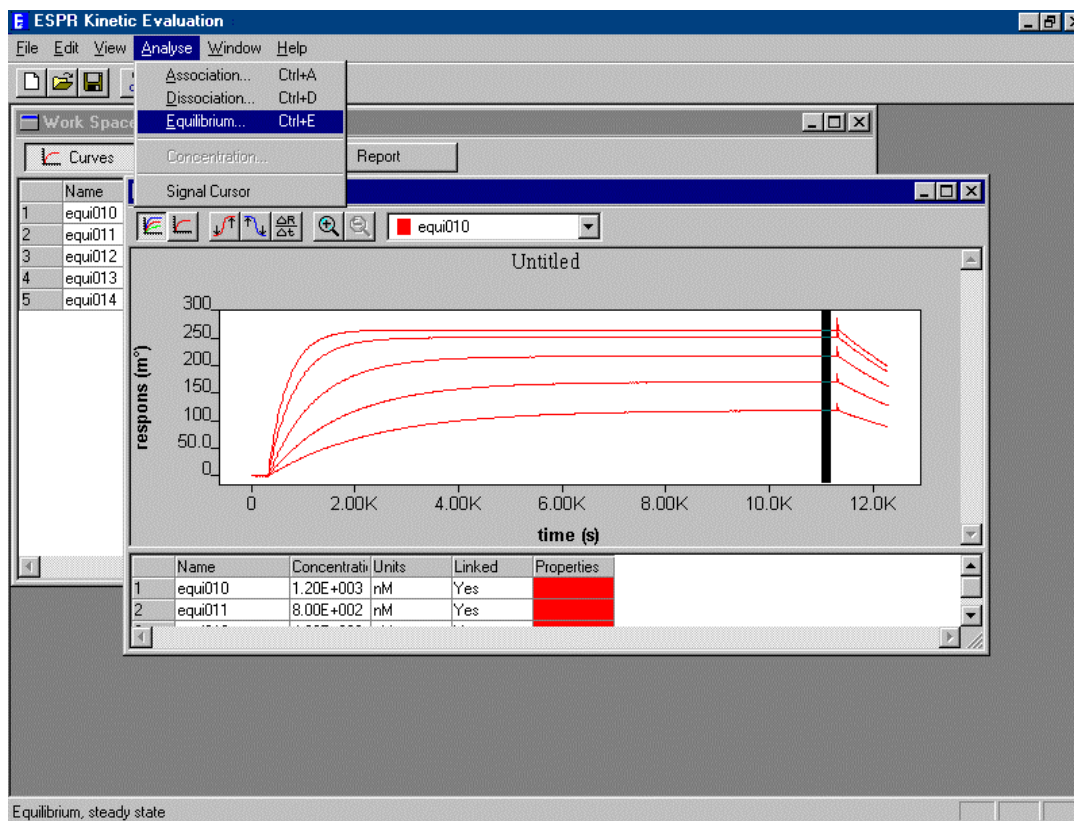 E ESPR Kinetic Evaluation
File Edit View Analyse Window Help
Association... Ctrl+A
Dissociation... Ctrl+D
Equilibrium... Ctrl+E
Concentration...
Signal Cursor
Work Space
Curves Report
Name
1 equi010
2 equi011
3 equi012
4 equi013
5 equi014
ΔR
Δt
equi010
Untitled
300
250
200
150
100
50.0
0
respons (m°)
0 2.00K 4.00K 6.00K 8.00K 10.0K 12.0K
time (s)
Name Concentrati Units Linked Properties
1 equi010 1.20E+003 nM Yes
2 equi011 8.00E+002 nM Yes
Equilibrium, steady state